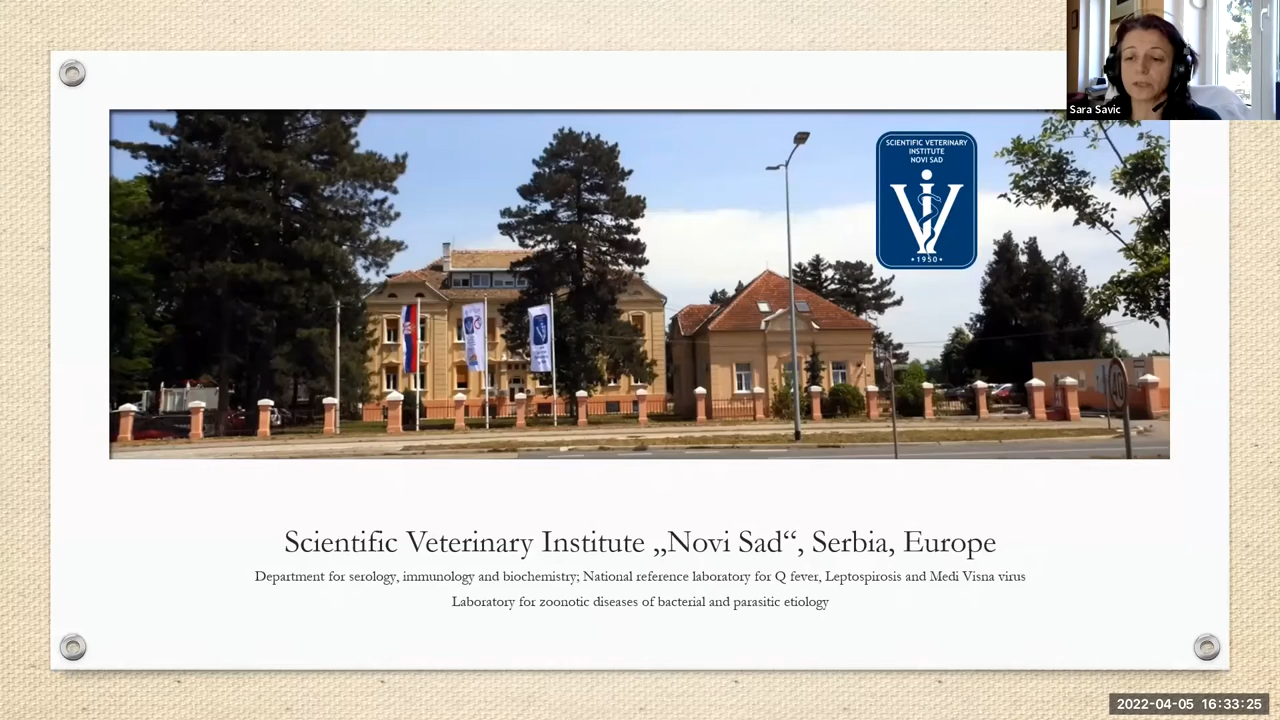 Sara Savic
SCIENTIFIC VETERINARY
INSTITUTE
NOVI SAD
1950
40
Scientific Veterinary Institute „Novi Sad“, Serbia, Europe
Department for serology, immunology and biochemistry; National reference laboratory for Q fever, Leptospirosis and Medi Visna virus
Laboratory for zoonotic diseases of bacterial and parasitic etiology
2022-04-05 16:33:25